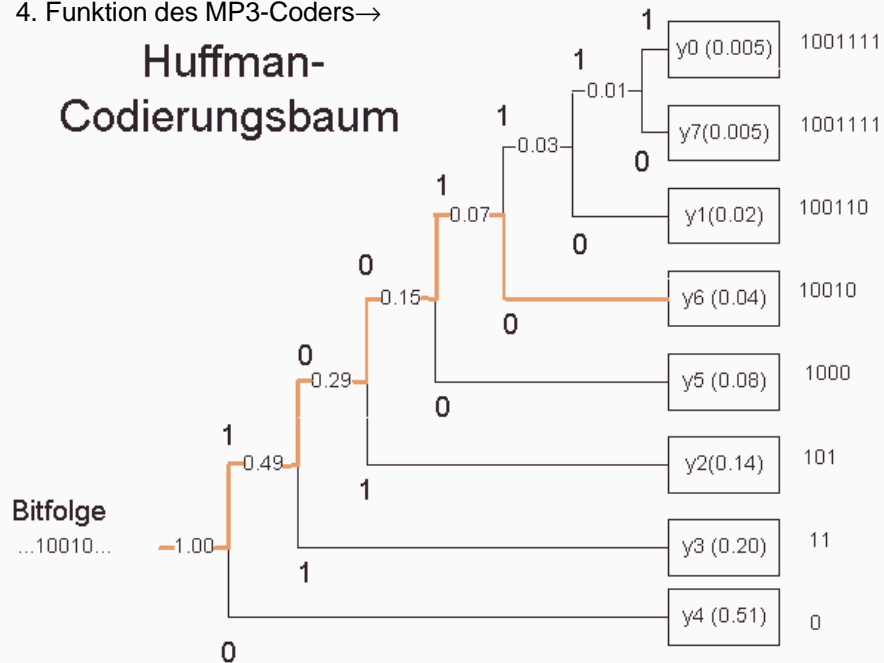 4. Funktion des MP3-Coders→
Huffman-
Codierungsbaum
1
y0 (0.005)
1001111
1
0.01
1
y7(0.005)
1001111
0.03
0
1
y1(0.02)
100110
0.07
0
0
y6 (0.04)
10010
0.15
0
0
y5 (0.08)
1000
0.29
0
1
y2(0.14)
101
0.49
1
Bitfolge
...10010...
1.00
y3 (0.20)
11
1
y4 (0.51)
0
0